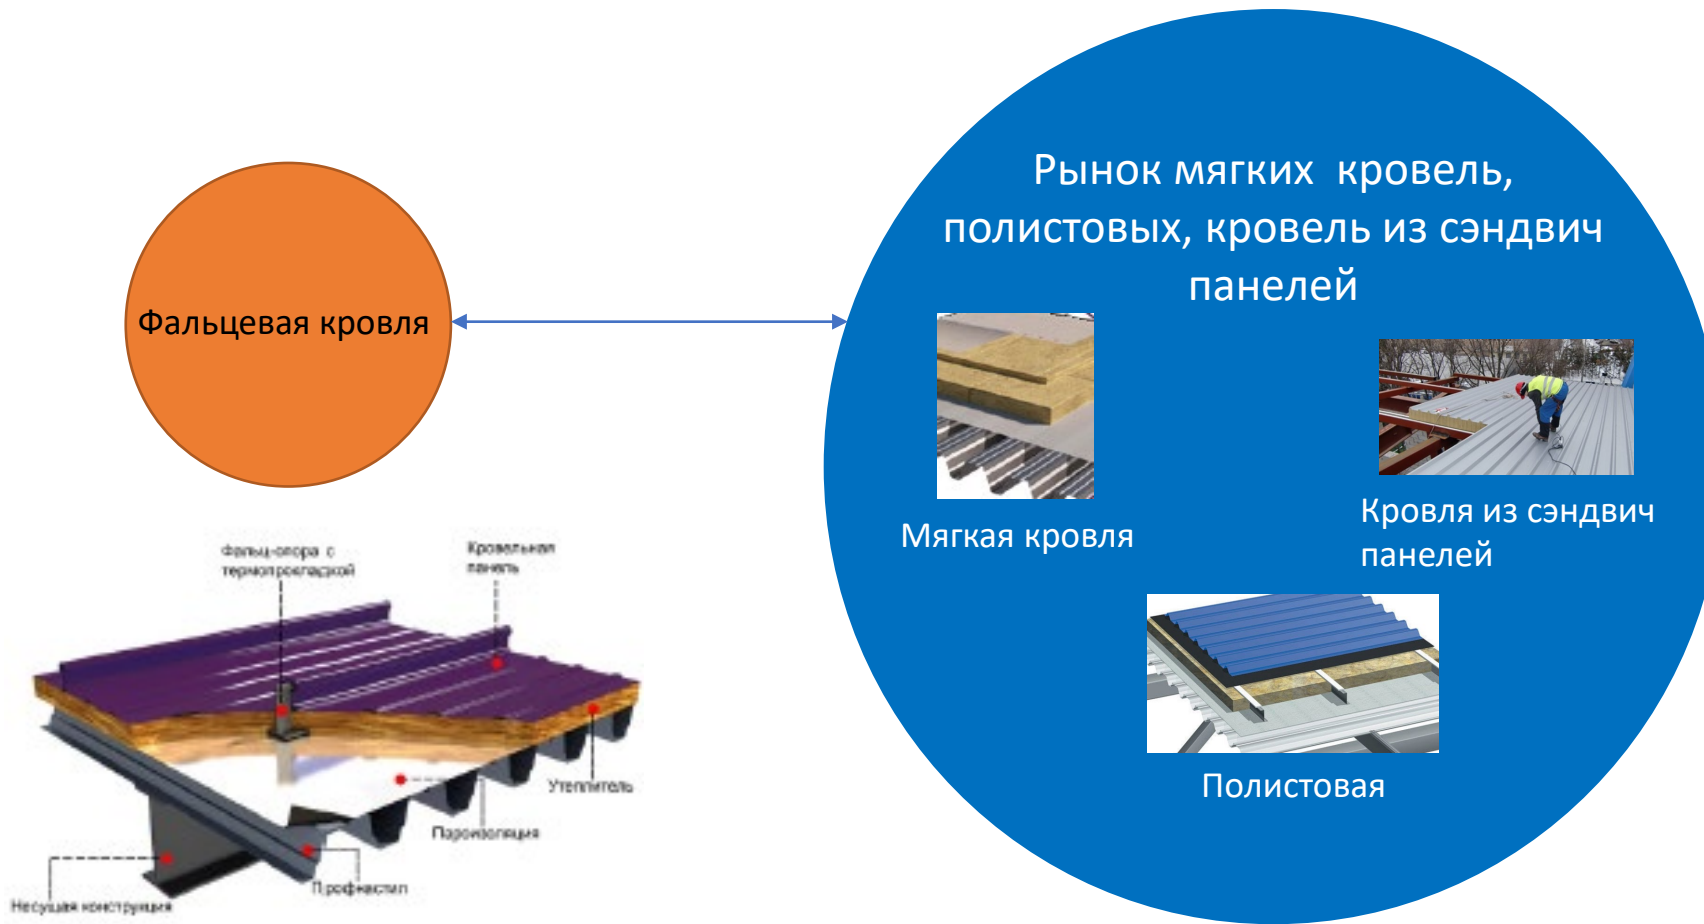 Рынок мягких  кровель,
полистовых, кровель из сэндвич
панелей
Фальцевая кровля
Мягкая кровля
Кровля из сэндвич
панелей
Полистовая
Фальц-опора с
термопрокладкой
Кровельная
панель
Утеплитель
Пароизоляция
Профнастил
Несущая конструкция